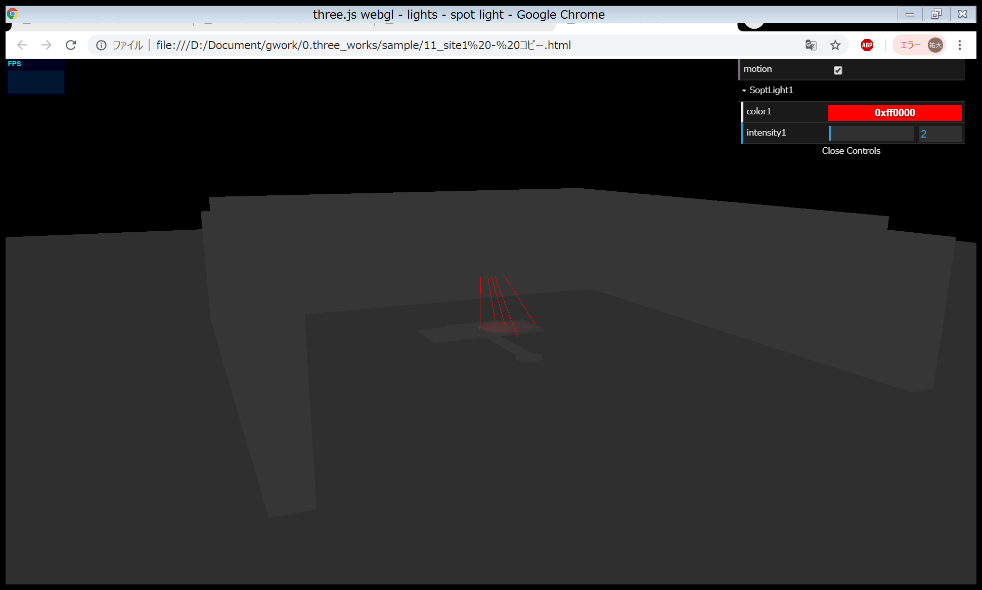 three.js webgl - lights - spot light - Google Chrome
ファイル | file:///D:/Document/gwork/0.three_works/sample/11_site1%20-%20コピー.html ABP エラー 祐大
FPS
motion
SoptLight1
color1 0xff0000
intensity1 2
Close Controls